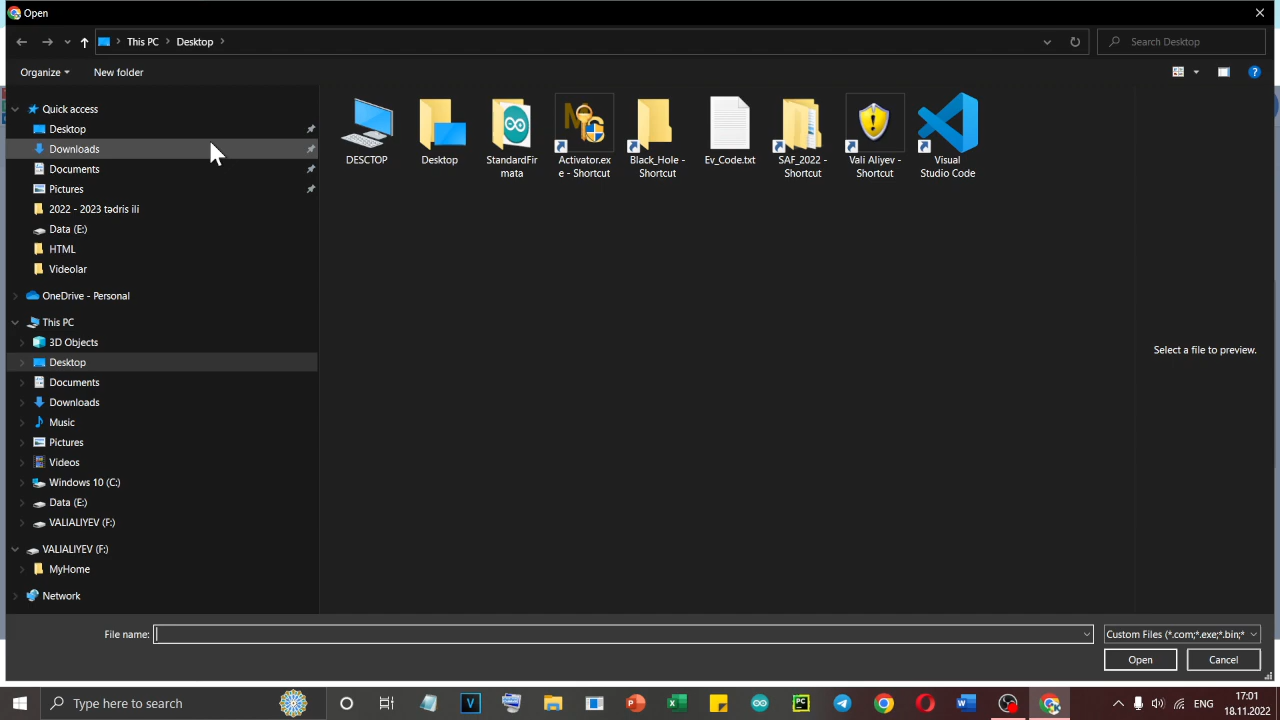 Open
This PC
Desktop
Search Desktop
Organize
New folder
Quick access
Desktop
Downloads
Documents
Pictures
2022 - 2023 tədris ili
Data (E:)
HTML
Videolar
OneDrive - Personal
This PC
3D Objects
Desktop
Documents
Downloads
Music
Pictures
Videos
Windows 10 (C:)
Data (E:)
VALIALIYEV (F:)
VALIALIYEV (F:)
MyHome
Network
DESCTOP
Desktop
StandardFir
mata
Activator.ex
e - Shortcut
Black_Hole -
Shortcut
Ev_Code.txt
SAF_2022 -
Shortcut
Vali Aliyev -
Shortcut
Visual
Studio Code
Select a file to preview.
File name:
Custom Files (*.com;*.exe;*.bin;*
Open
Cancel
Type here to search
ENG
17:01
18.11.2022